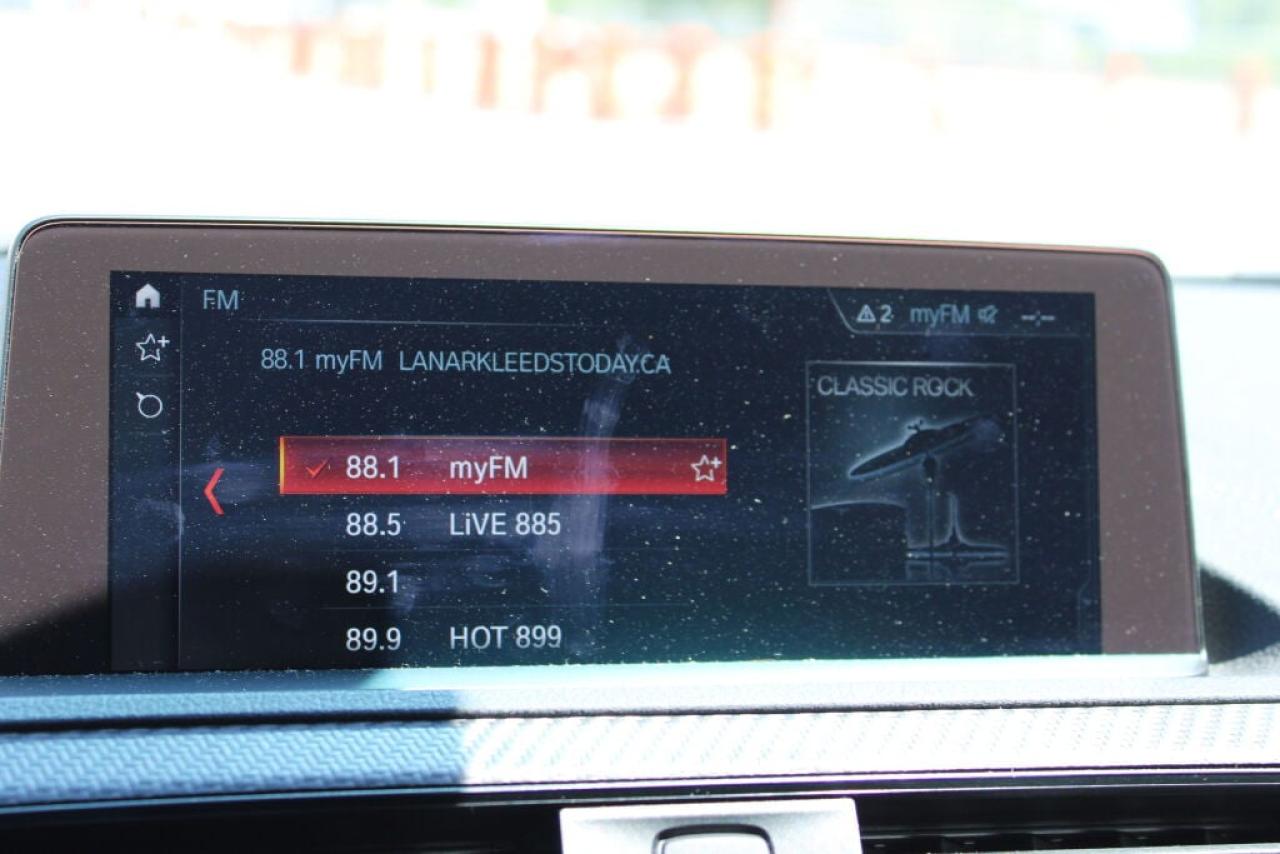 FM
2 myFM --:--
88.1 myFM LANARKLEEDSTODAY.CA
CLASSIC ROCK
88.1 myFM
88.5 LiVE 885
89.1
89.9 HOT 899